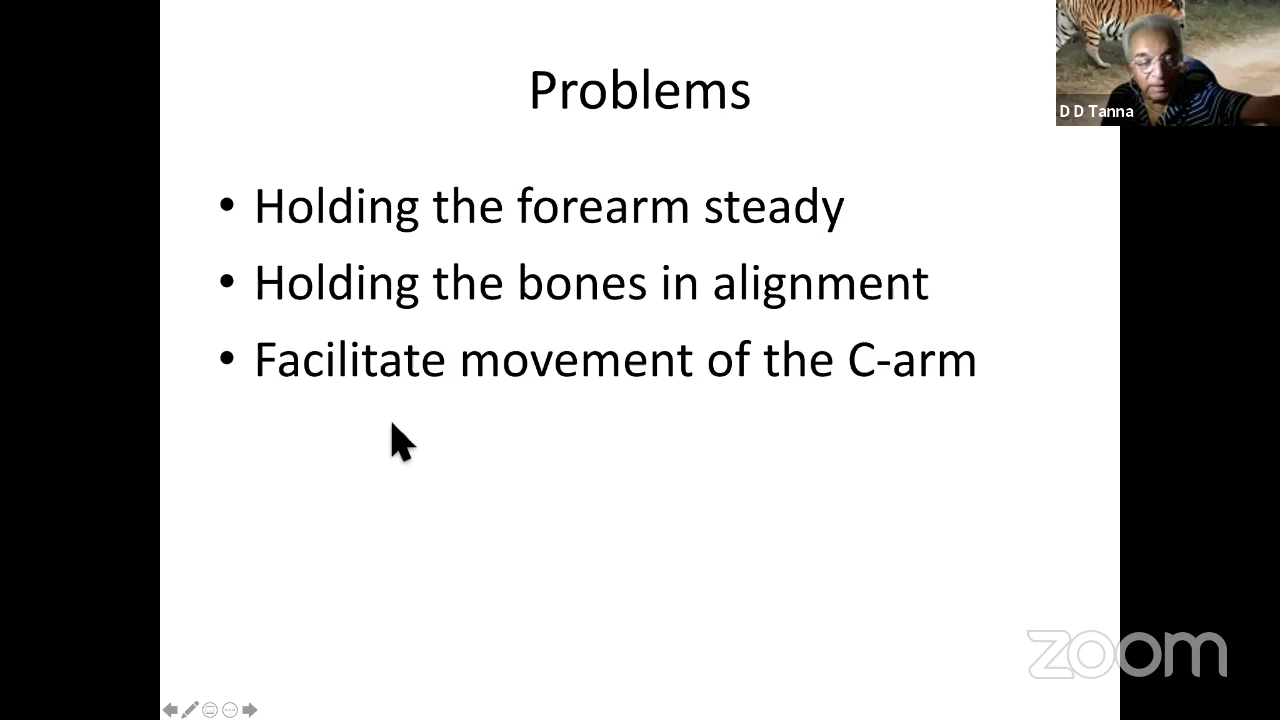 Problems
D D Tanna
• Holding the forearm steady
• Holding the bones in alignment
• Facilitate movement of the C-arm
zoom